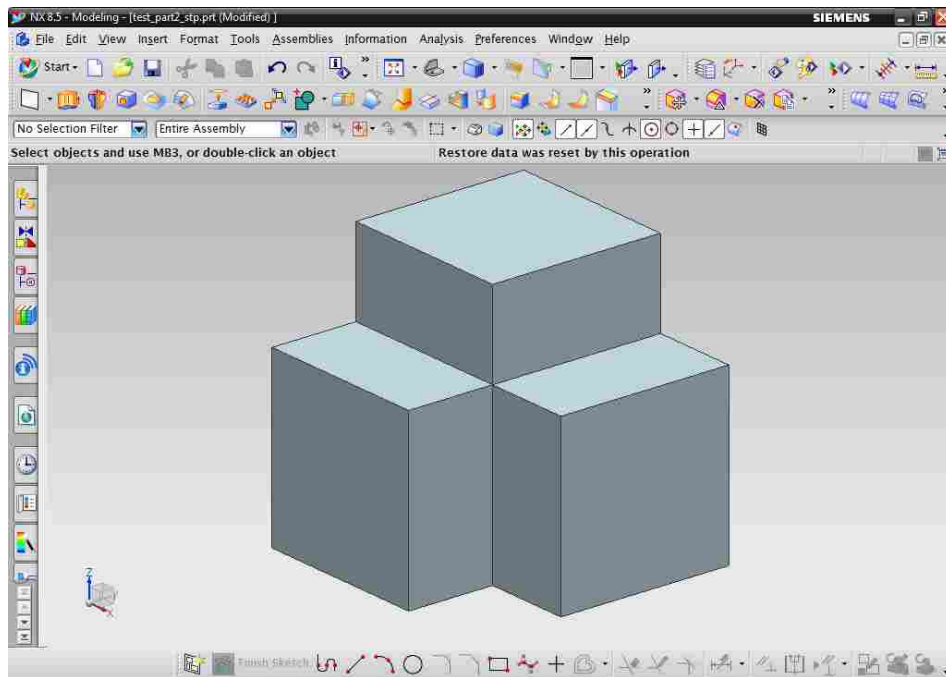 NX 8.5 - Modeling - [test_part2_stp.prt (Modified) ]
SIEMENS
File Edit View Insert Format Tools Assemblies Information Analysis Preferences Window Help
Start
No Selection Filter Entire Assembly
Select objects and use MB3, or double-click an object Restore data was reset by this operation
Z
X
Finish Sketch